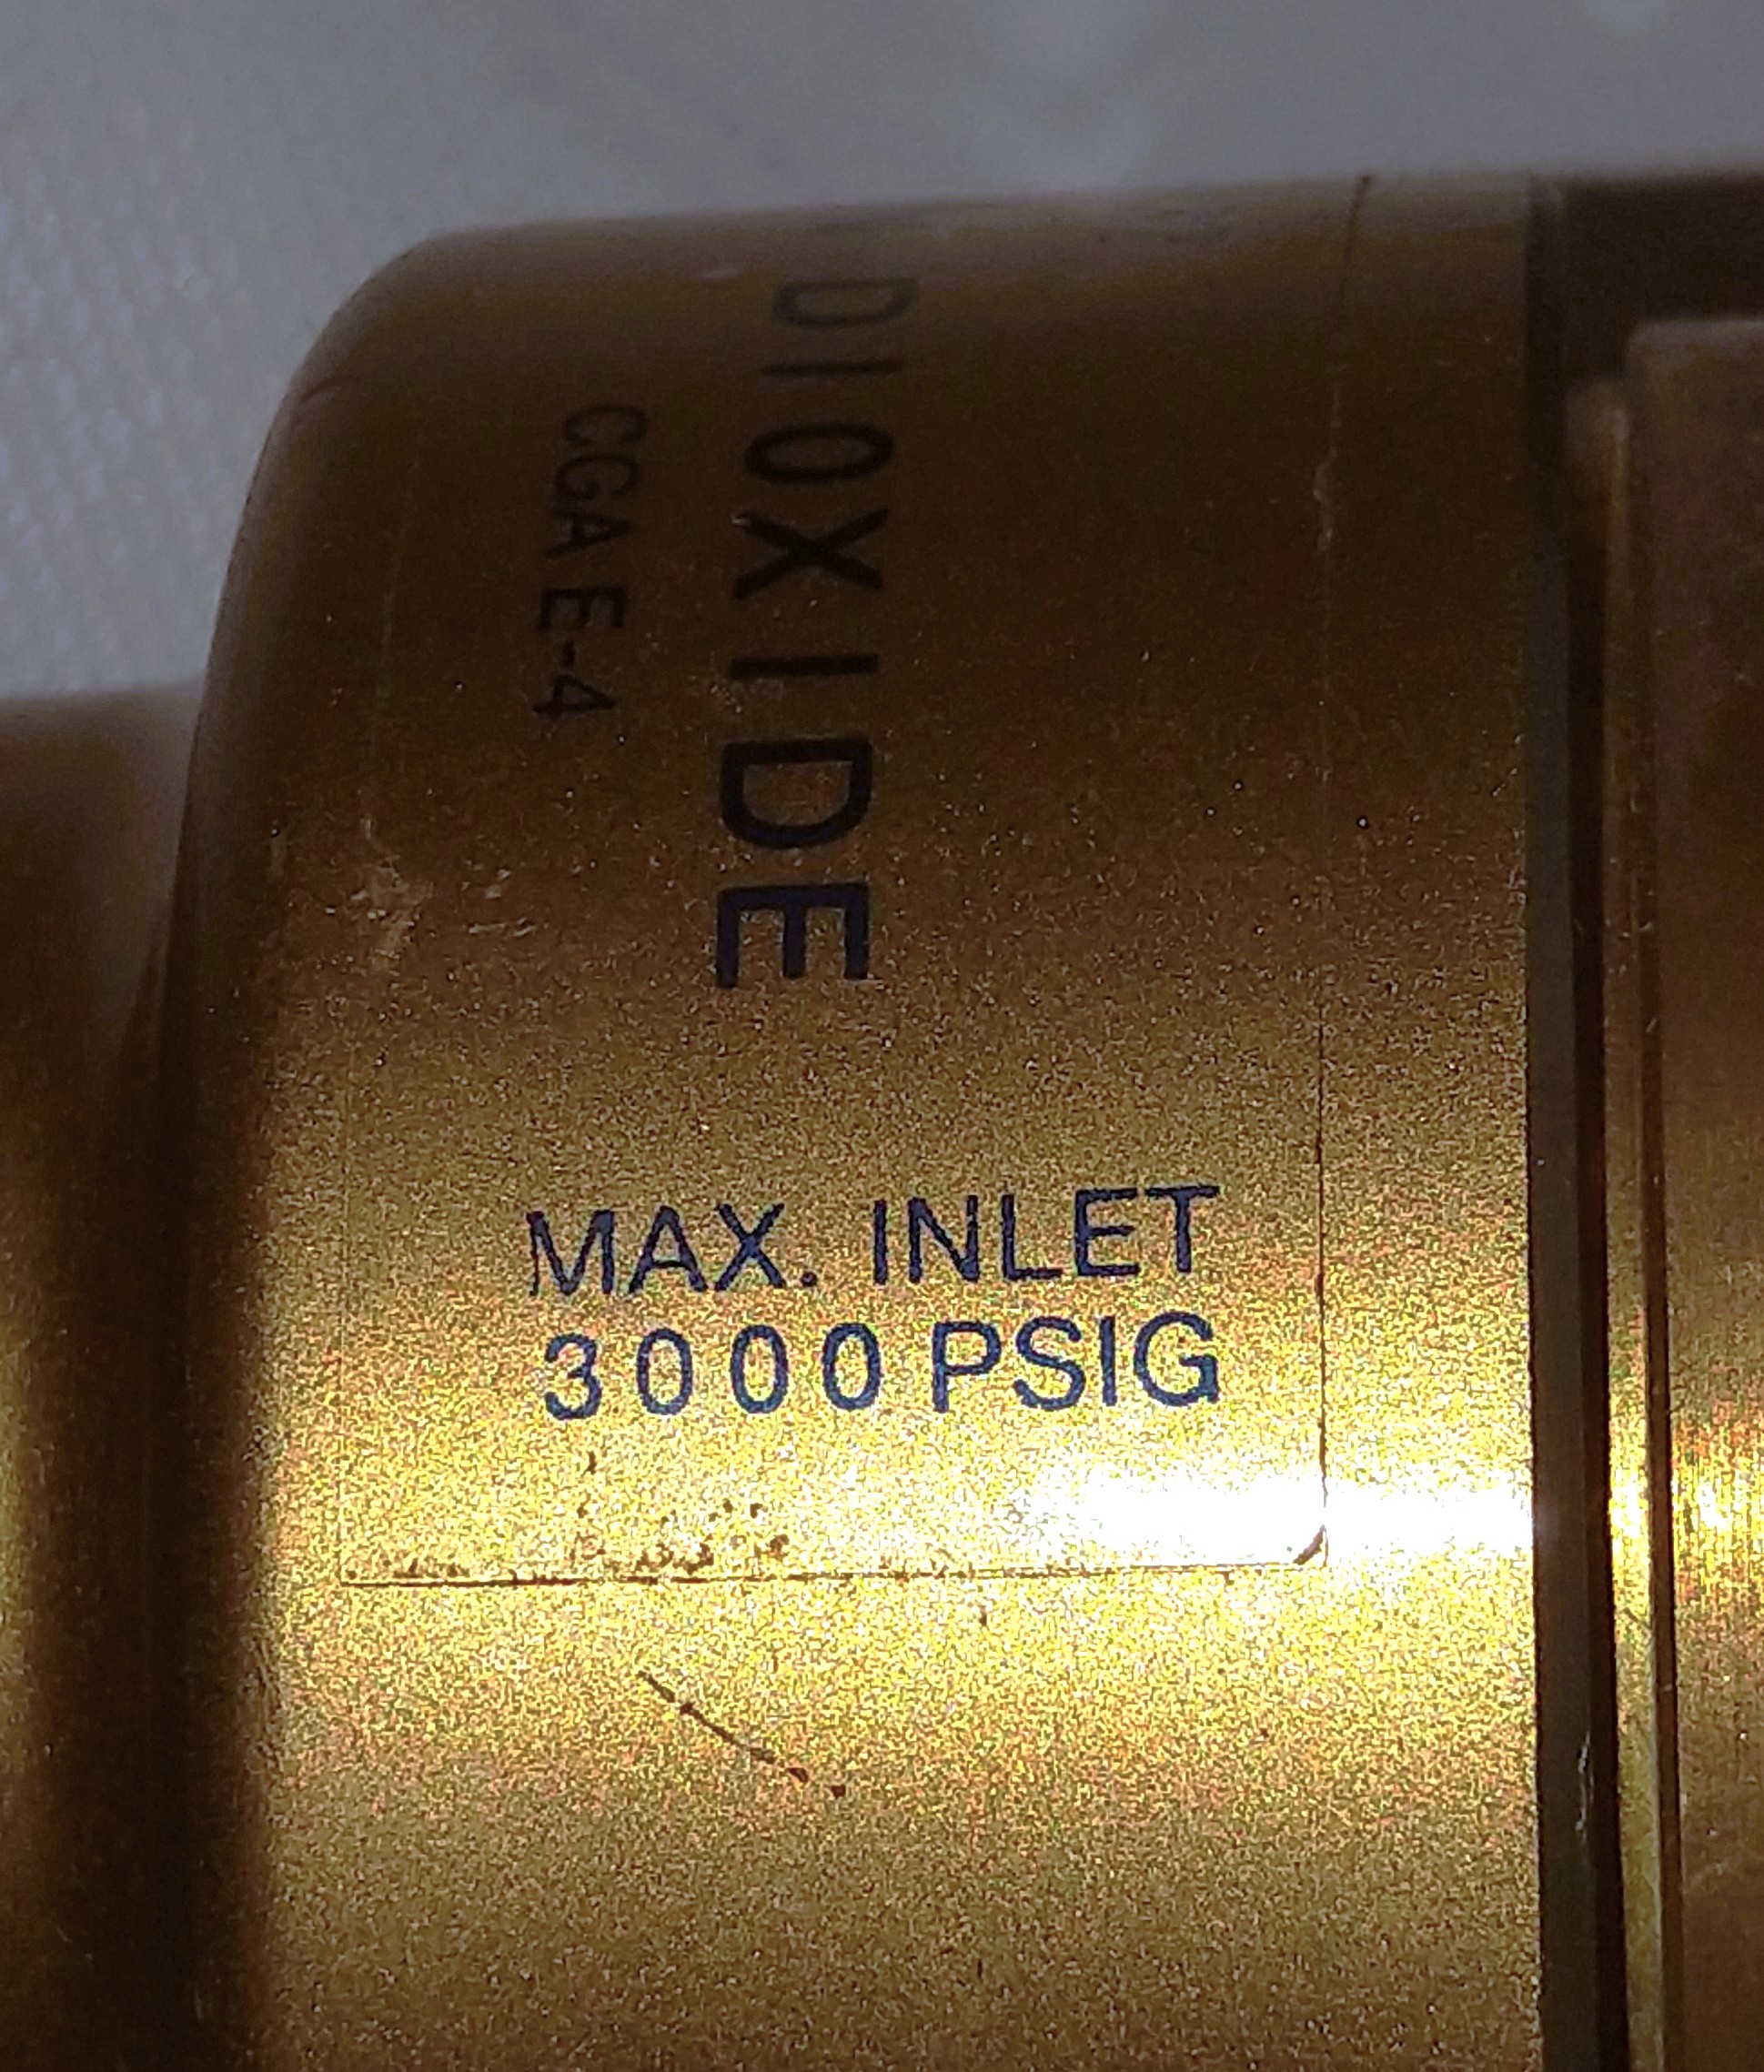 DIOXIDE
CGA E-4
MAX. INLET
3000 PSIG